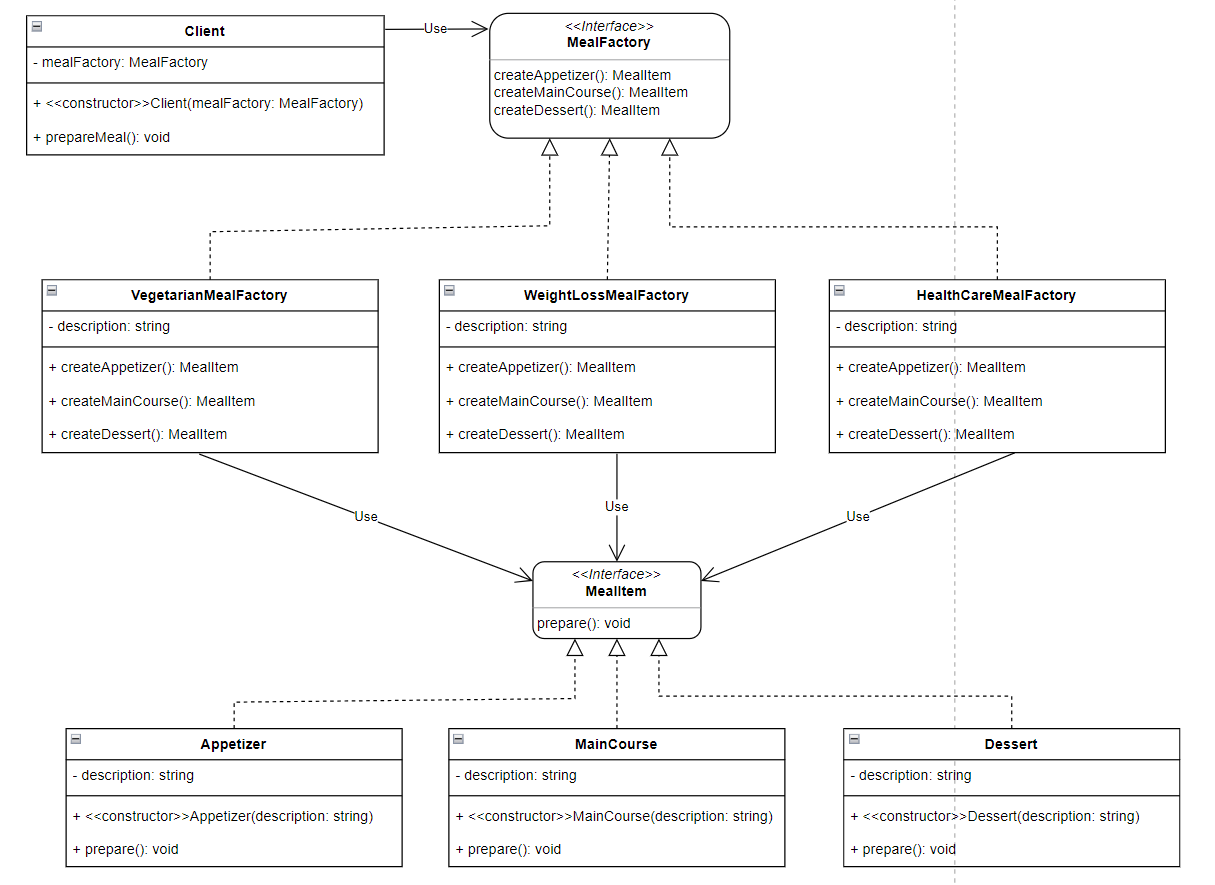 Client
- mealFactory: MealFactory
+ <<constructor>>Client(mealFactory: MealFactory)
+ prepareMeal(): void
Use
<<Interface>>
MealFactory
createAppetizer(): MealItem
createMainCourse(): MealItem
createDessert(): MealItem
VegetarianMealFactory
- description: string
+ createAppetizer(): MealItem
+ createMainCourse(): MealItem
+ createDessert(): MealItem
WeightLossMealFactory
- description: string
+ createAppetizer(): MealItem
+ createMainCourse(): MealItem
+ createDessert(): MealItem
HealthCareMealFactory
- description: string
+ createAppetizer(): MealItem
+ createMainCourse(): MealItem
+ createDessert(): MealItem
Use
Use
Use
<<Interface>>
MealItem
prepare(): void
Appetizer
- description: string
+ <<constructor>>Appetizer(description: string)
+ prepare(): void
MainCourse
- description: string
+ <<constructor>>MainCourse(description: string)
+ prepare(): void
Dessert
- description: string
+ <<constructor>>Dessert(description: string)
+ prepare(): void